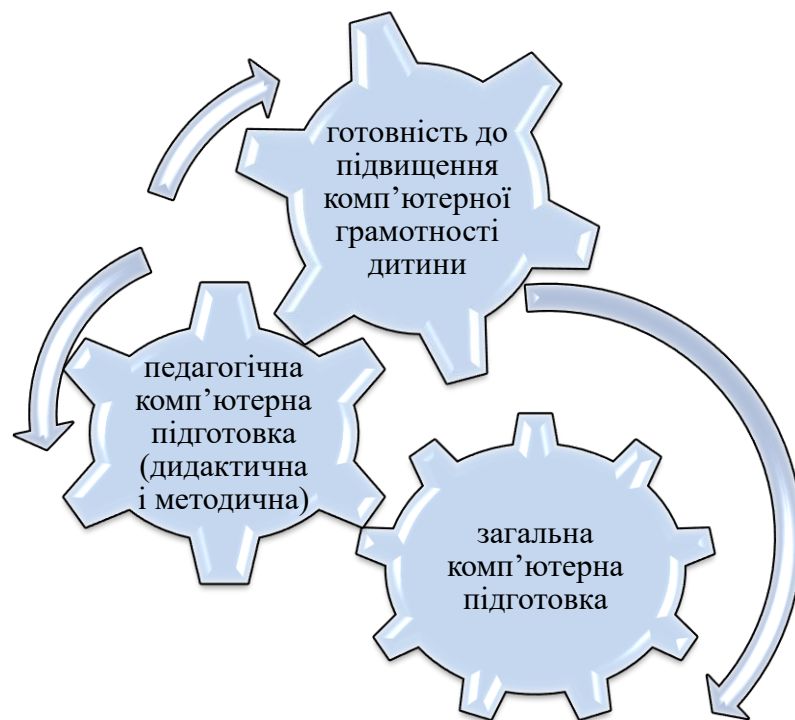 готовність до
підвищення
комп’ютерної
грамотності
дитини
педагогічна
комп’ютерна
підготовка
(дидактична
і методична)
загальна
комп’ютерна
підготовка